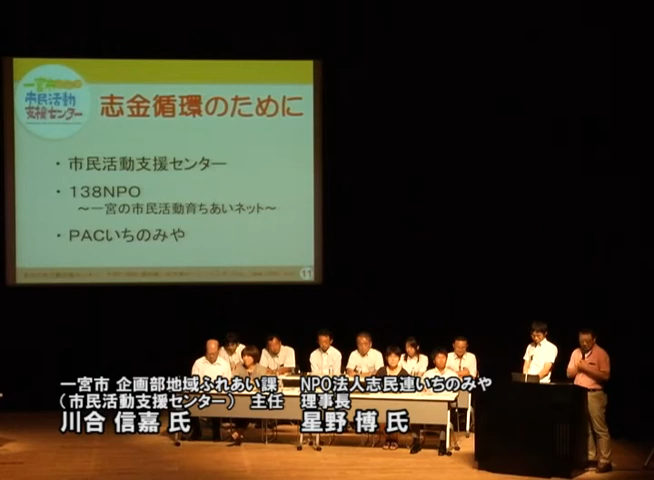 市民活動
支援センター
志金循環のために
・市民活動支援センター
・138NPO
～一宮の市民活動育ちあいネット～
・PACいちのみや
11
一宮市 企画部地域ふれあい課
（市民活動支援センター） 主任
川合 信嘉 氏
NPO法人志民連いちのみや
理事長
星野 博 氏